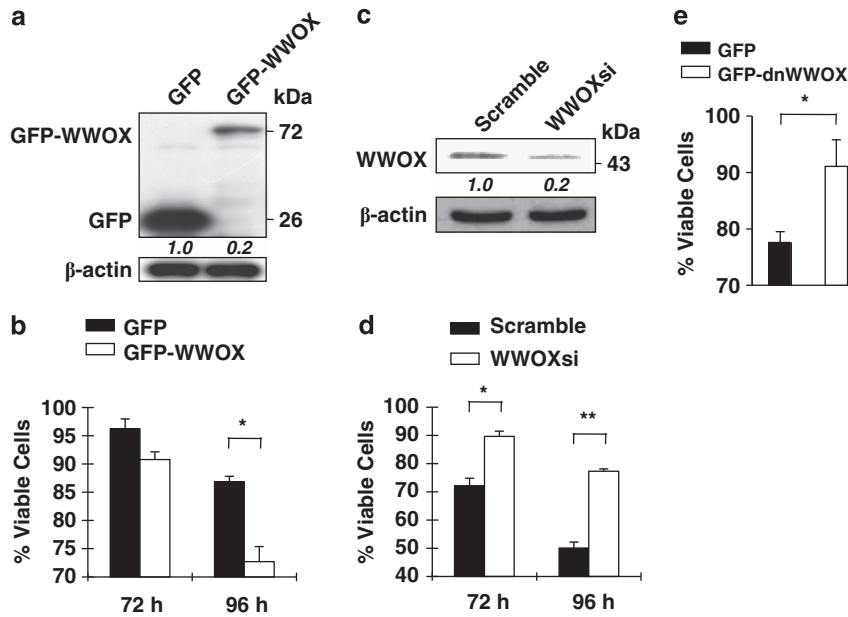 a
GFP
GFP-WWOX
kDa
GFP-WWOX
72
GFP
26
1.0
0.2
β-actin
b
GFP
GFP-WWOX
% Viable Cells
100
95
90
85
80
75
70
*
72 h
96 h
c
Scramble
WWOXsi
kDa
WWOX
43
1.0
0.2
β-actin
d
Scramble
WWOXsi
% Viable Cells
100
90
80
70
60
50
40
*
**
72 h
96 h
e
GFP
GFP-dnWWOX
% Viable Cells
100
90
80
70
*